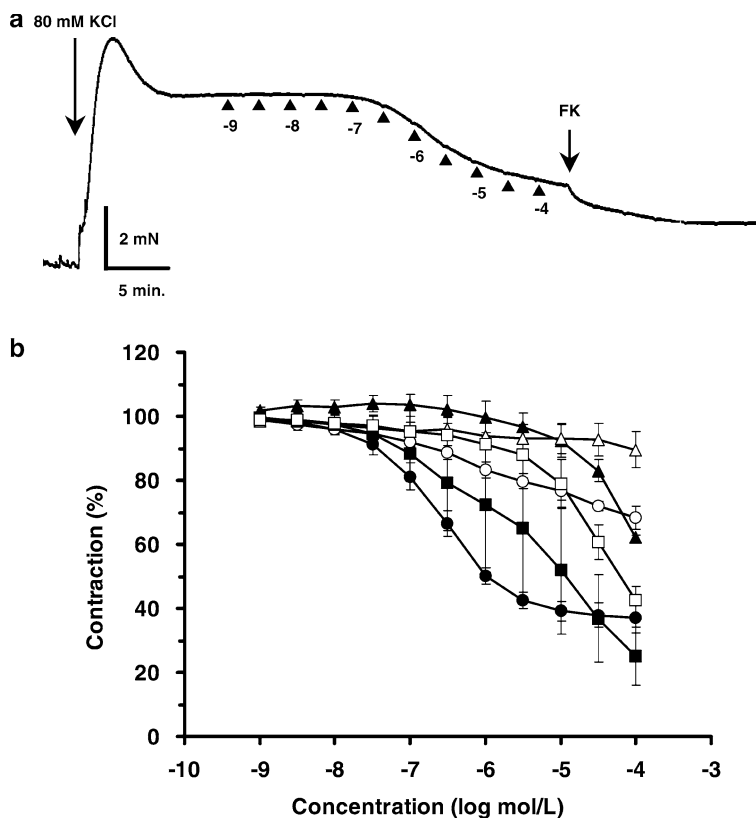 a
80 mM KCl
-9
-8
-7
-6
-5
-4
FK
2 mN
5 min.
b
120
100
80
60
40
20
0
Contraction (%)
-10
-9
-8
-7
-6
-5
-4
-3
Concentration (log mol/L)